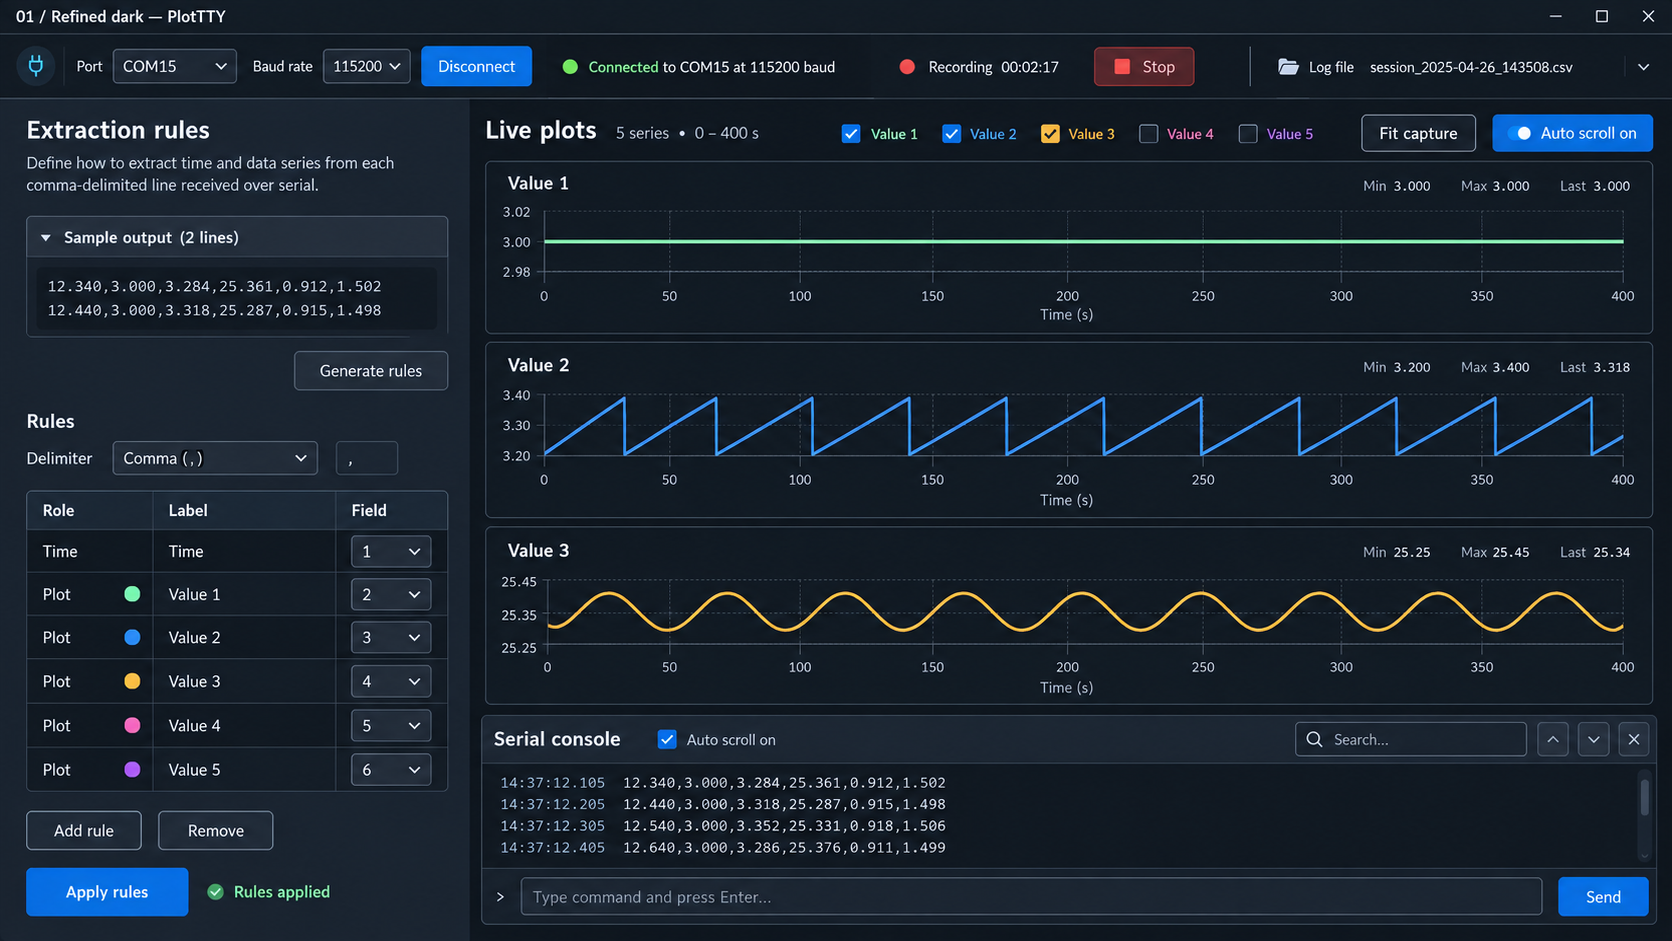 01 / Refined dark — PlotTTY
Port COM15 Baud rate 115200 Disconnect Connected to COM15 at 115200 baud Recording 00:02:17 Stop Log file session_2025-04-26_143508.csv
Extraction rules
Define how to extract time and data series from each
comma-delimited line received over serial.
Sample output (2 lines)
12.340,3.000,3.284,25.361,0.912,1.502
12.440,3.000,3.318,25.287,0.915,1.498
Generate rules
Rules
Delimiter Comma (,) ,
Role Label Field
Time Time 1
Plot Value 1 2
Plot Value 2 3
Plot Value 3 4
Plot Value 4 5
Plot Value 5 6
Add rule Remove
Apply rules Rules applied
Live plots 5 series • 0 – 400 s Value 1 Value 2 Value 3 Value 4 Value 5 Fit capture Auto scroll on
Value 1 Min 3.000 Max 3.000 Last 3.000
3.02
3.00
2.98
0 50 100 150 200 250 300 350 400
Time (s)
Value 2 Min 3.200 Max 3.400 Last 3.318
3.40
3.30
3.20
0 50 100 150 200 250 300 350 400
Time (s)
Value 3 Min 25.25 Max 25.45 Last 25.34
25.45
25.35
25.25
0 50 100 150 200 250 300 350 400
Time (s)
Serial console Auto scroll on Search...
14:37:12.105 12.340,3.000,3.284,25.361,0.912,1.502
14:37:12.205 12.440,3.000,3.318,25.287,0.915,1.498
14:37:12.305 12.540,3.000,3.352,25.331,0.918,1.506
14:37:12.405 12.640,3.000,3.286,25.376,0.911,1.499
> Type command and press Enter... Send